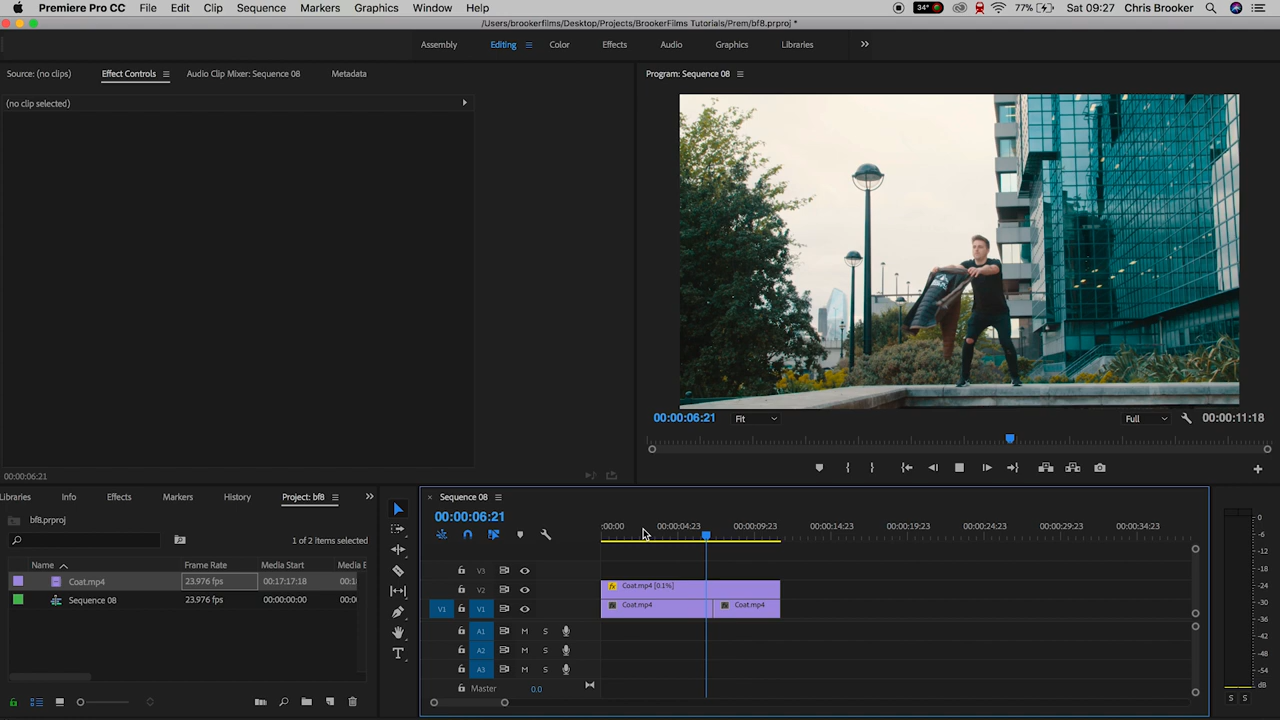 Premiere Pro CC File Edit Clip Sequence Markers Graphics Window Help 34° 77% Sat 09:27 Chris Brooker
/Users/brookerfilms/Desktop/Projects/BrookerFilms Tutorials/Prem/bf8.prproj *
Assembly Editing Color Effects Audio Graphics Libraries
Source: (no clips) Effect Controls Audio Clip Mixer: Sequence 08 Metadata Program: Sequence 08
(no clip selected)
00:00:06:21 Fit Full 00:00:11:18
00:00:06:21
Libraries Info Effects Markers History Project: bf8 Sequence 08
bf8.prproj 00:00:06:21
:00:00 00:00:04:23 00:00:09:23 00:00:14:23 00:00:19:23 00:00:24:23 00:00:29:23 00:00:34:23
1 of 2 Items selected
Name Frame Rate Media Start Media E
Coat.mp4 23.976 fps 00:17:17:18 00:1
Sequence 08 23.976 fps 00:00:00:00 00:0
V3
V2 Coat.mp4 [0.1%]
V1 V1 Coat.mp4 Coat.mp4
A1 M S
A2 M S
A3 M S
Master 0.0
0
-6
-12
-18
-24
-30
-36
-42
-48
-54
dB
S S